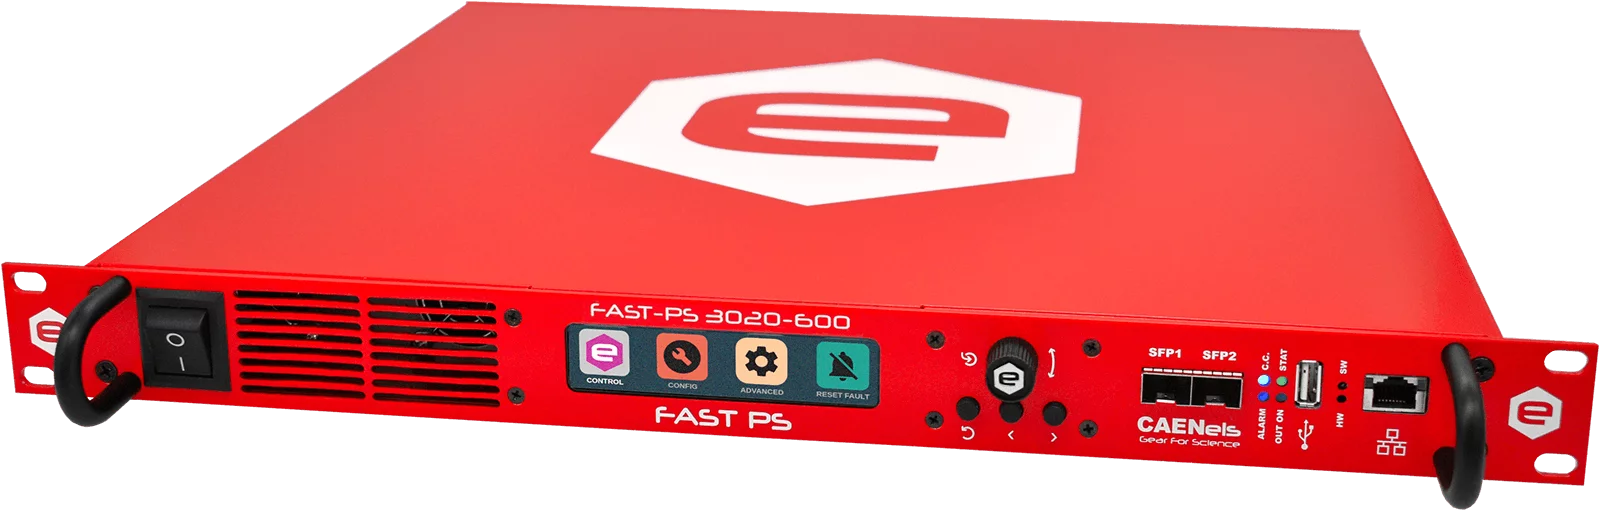 e
e
O
I
FAST-PS 3020-600
e
CONTROL
CONFIG
ADVANCED
RESET FAULT
FAST PS
e
<
>
SFP1 SFP2
CAENels
Gear For Science
C.C. STAT
ALARM OUT ON
SW
HW
e